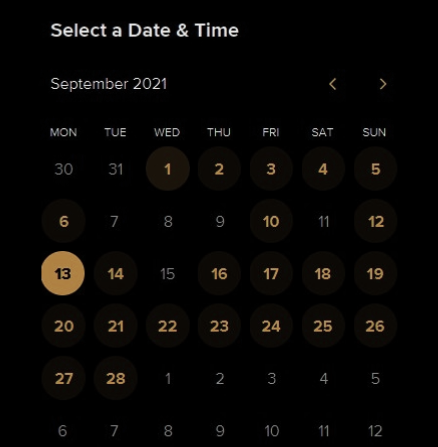 Select a Date & Time
September 2021
MON TUE WED THU FRI SAT SUN
30 31 1 2 3 4 5
6 7 8 9 10 11 12
13 14 15 16 17 18 19
20 21 22 23 24 25 26
27 28 1 2 3 4 5
6 7 8 9 10 11 12